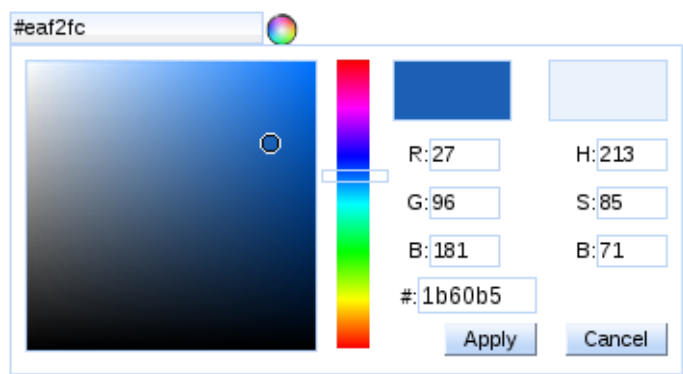 #eaf2fc
R: 27 H: 213
G: 96 S: 85
B: 181 B: 71
#: 1b60b5
Apply Cancel